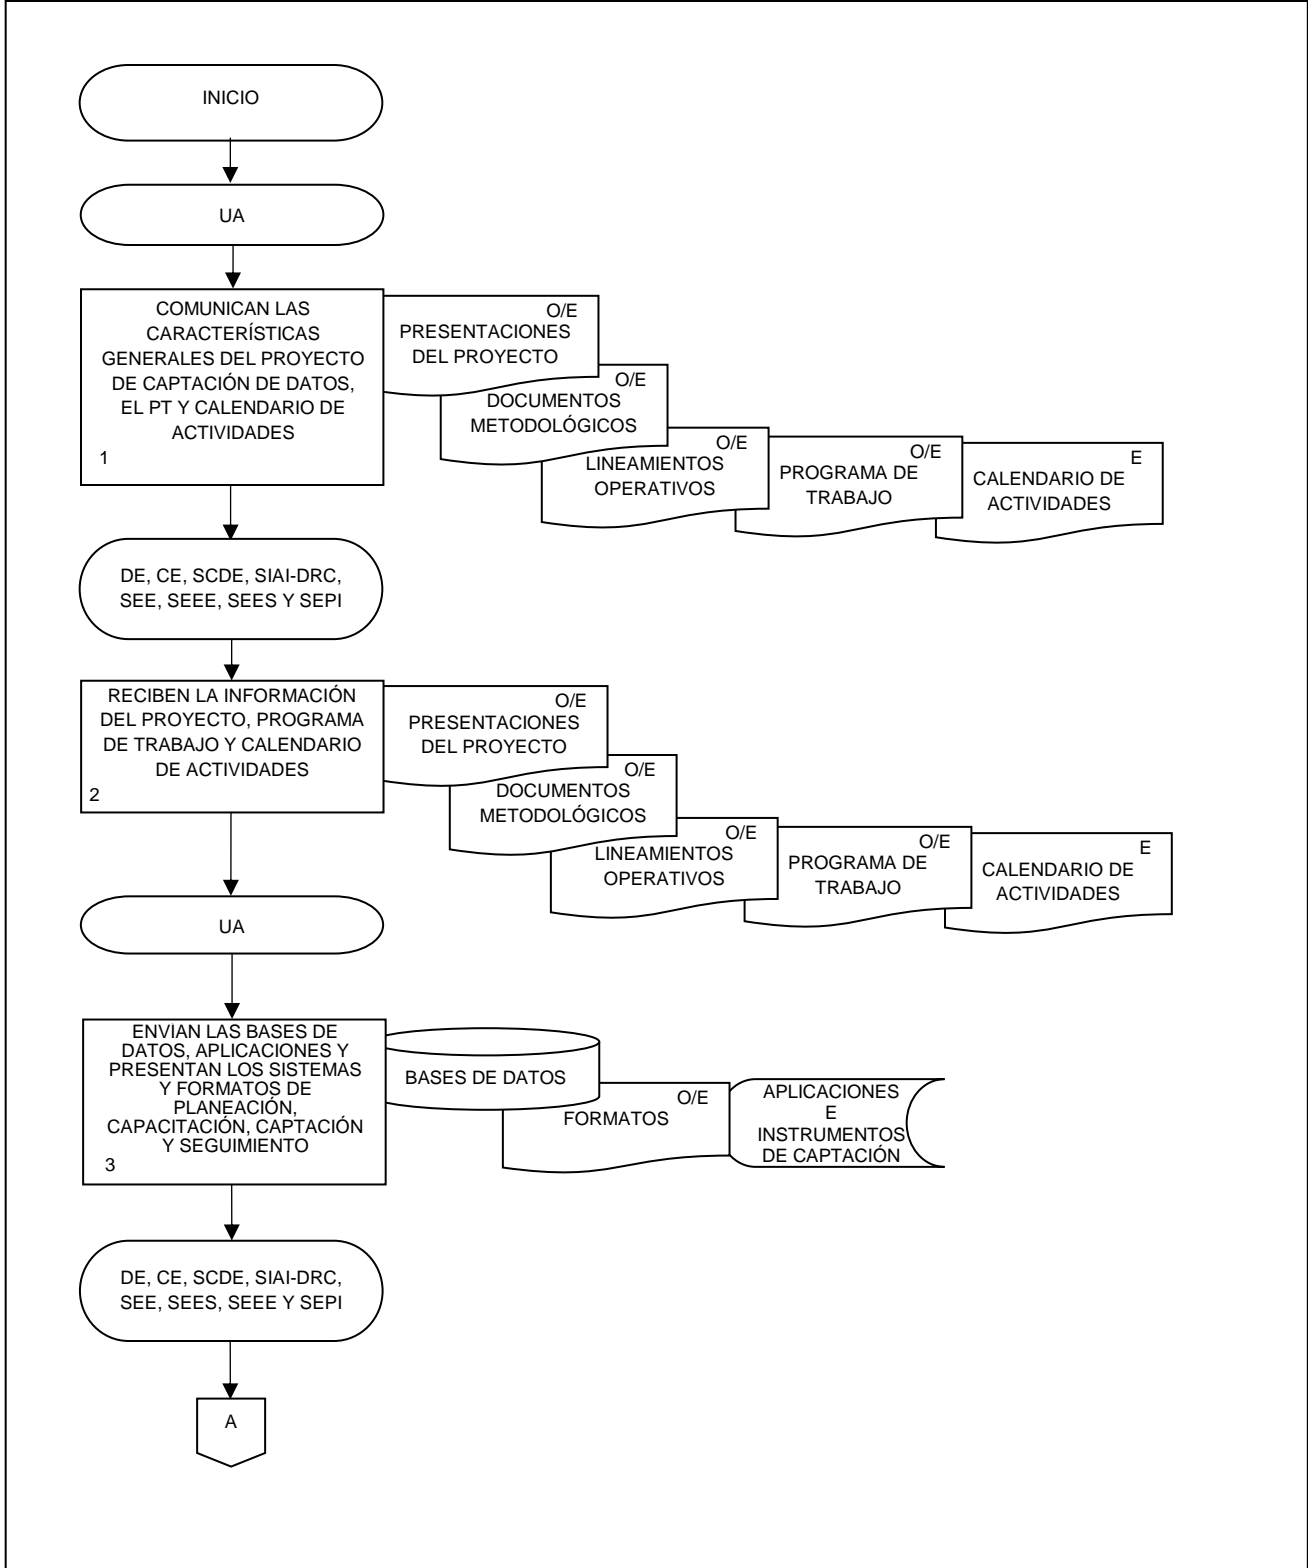 INICIO
UA
COMUNICAN LAS
CARACTERÍSTICAS
GENERALES DEL PROYECTO
DE CAPTACIÓN DE DATOS,
EL PT Y CALENDARIO DE
ACTIVIDADES
1
O/E
PRESENTACIONES
DEL PROYECTO
O/E
DOCUMENTOS
METODOLÓGICOS
O/E
LINEAMIENTOS
OPERATIVOS
O/E
PROGRAMA DE
TRABAJO
E
CALENDARIO DE
ACTIVIDADES
DE, CE, SCDE, SIAI-DRC,
SEE, SEEE, SEES Y SEPI
RECIBEN LA INFORMACIÓN
DEL PROYECTO, PROGRAMA
DE TRABAJO Y CALENDARIO
DE ACTIVIDADES
2
O/E
PRESENTACIONES
DEL PROYECTO
O/E
DOCUMENTOS
METODOLÓGICOS
O/E
LINEAMIENTOS
OPERATIVOS
O/E
PROGRAMA DE
TRABAJO
E
CALENDARIO DE
ACTIVIDADES
UA
ENVIAN LAS BASES DE
DATOS, APLICACIONES Y
PRESENTAN LOS SISTEMAS
Y FORMATOS DE
PLANEACIÓN,
CAPACITACIÓN, CAPTACIÓN
Y SEGUIMIENTO
3
BASES DE DATOS
O/E
FORMATOS
APLICACIONES
E
INSTRUMENTOS
DE CAPTACIÓN
DE, CE, SCDE, SIAI-DRC,
SEE, SEES, SEEE Y SEPI
A